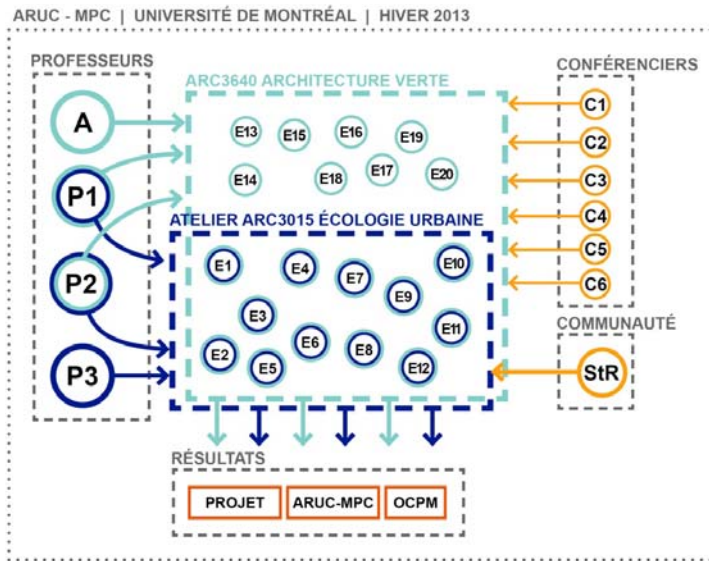 ARUC - MPC | UNIVERSITÉ DE MONTRÉAL | HIVER 2013
PROFESSEURS
A
P1
P2
P3
ARC3640 ARCHITECTURE VERTE
E13 E15 E16 E19
E14 E18 E17 E20
ATELIER ARC3015 ÉCOLOGIE URBAINE
E1 E4 E7 E10
E3 E9 E11
E2 E5 E6 E8 E12
CONFÉRENCIERS
C1
C2
C3
C4
C5
C6
COMMUNAUTÉ
StR
RÉSULTATS
PROJET ARUC-MPC OCPM